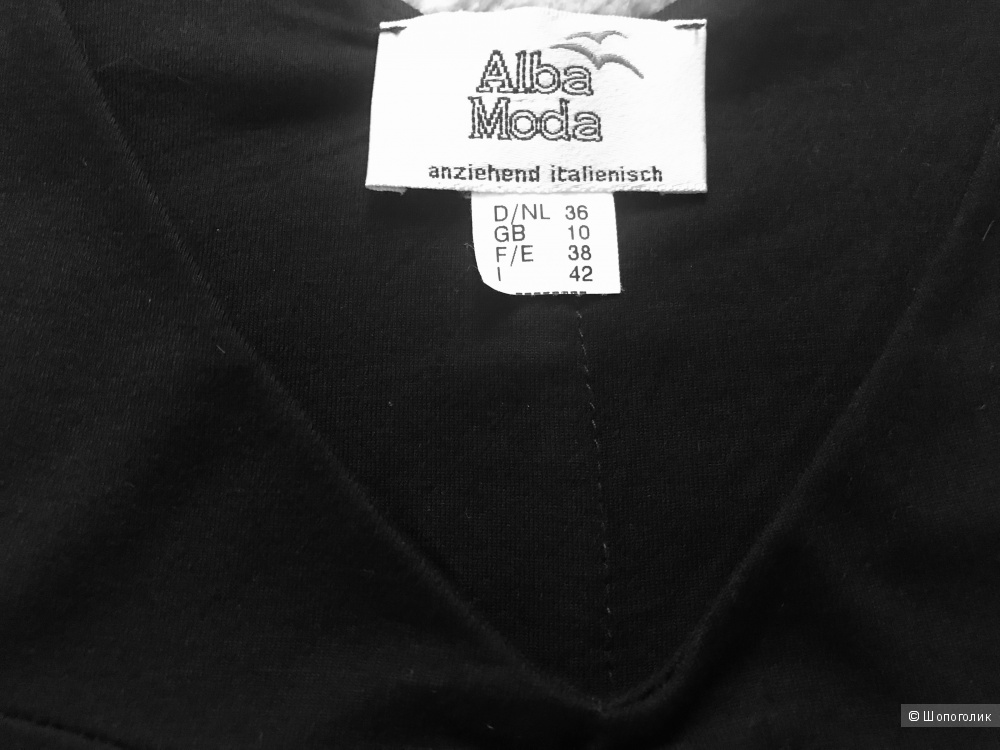 Alba
Moda
anziehend italienisch
D/NL 36
GB 10
F/E 38
I 42
© Шопоголик